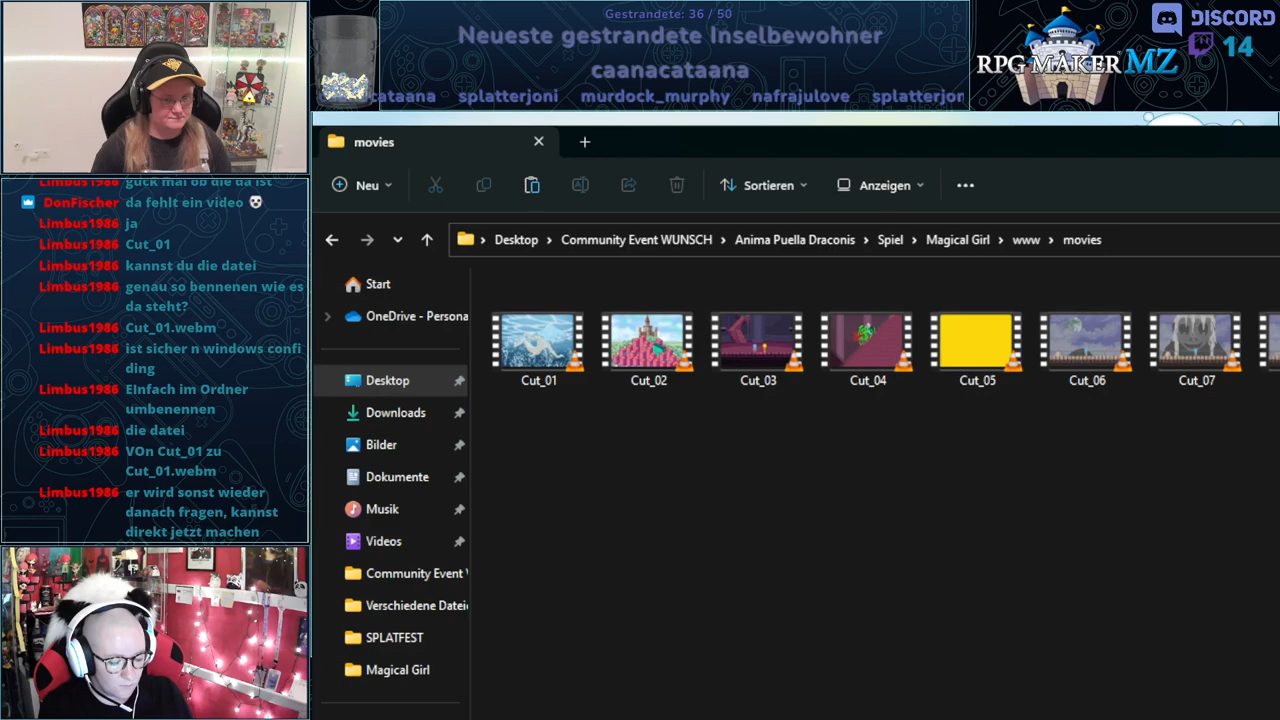 Gestrandete: 36 / 50
Neueste gestrandete Inselbewohner
caanacataana
cataana splatterjoni murdock_murphy nafrajulove splatterjor
RPG MAKER MZ
DISCORD
14
Limbus1986 guck mal ob die da ist
DonFischer da fehlt ein video
Limbus1986 ja
Limbus1986 Cut_01
Limbus1986 kannst du die datei
Limbus1986 genau so bennenen wie es
da steht?
Limbus1986 Cut_01.webm
Limbus1986 ist sicher n windows confi
ding
Limbus1986 EInfach im Ordner
umbenennen
Limbus1986 die datei
Limbus1986 VOn Cut_01 zu
Cut_01.webm
Limbus1986 er wird sonst wieder
danach fragen, kannst
direkt jetzt machen
movies
Neu
Sortieren
Anzeigen
Desktop > Community Event WUNSCH > Anima Puella Draconis > Spiel > Magical Girl > www > movies
Start
OneDrive - Persona
Desktop
Downloads
Bilder
Dokumente
Musik
Videos
Community Event
Verschiedene Datei
SPLATFEST
Magical Girl
Cut_01
Cut_02
Cut_03
Cut_04
Cut_05
Cut_06
Cut_07